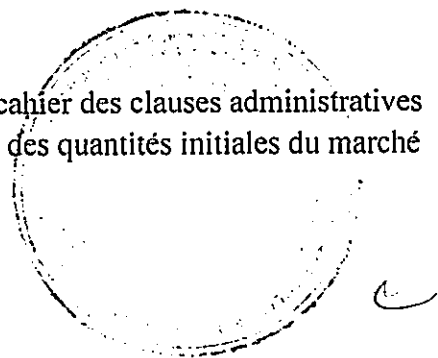 cahier des clauses administratives
des quantités initiales du marché